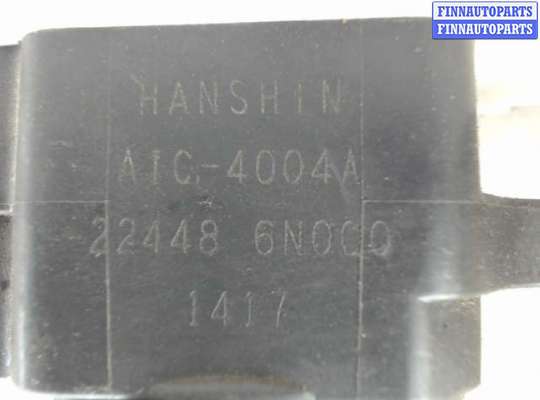 FINNAUTOPARTS
FINNAUTOPARTS
HANSHIN
AIC-4004A
22448 6N000
1417